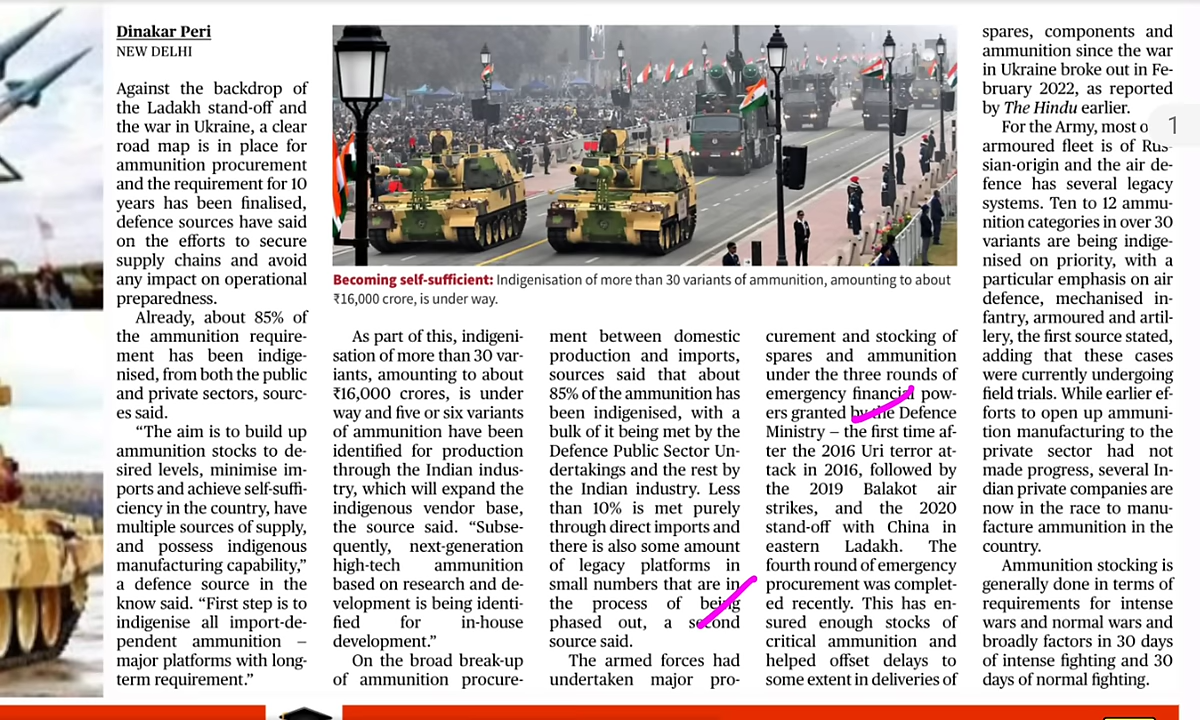 Dinakar Peri
NEW DELHI
Against the backdrop of
the Ladakh stand-off and
the war in Ukraine, a clear
road map is in place for
ammunition procurement
and the requirement for 10
years has been finalised,
defence sources have said
on the efforts to secure
supply chains and avoid
any impact on operational
preparedness.
Already, about 85% of
the ammunition require-
ment has been indige-
nised, from both the public
and private sectors, sourc-
es said.
“The aim is to build up
ammunition stocks to de-
sired levels, minimise im-
ports and achieve self-suffi-
ciency in the country, have
multiple sources of supply,
and possess indigenous
manufacturing capability,”
a defence source in the
know said. “First step is to
indigenise all import-de-
pendent ammunition –
major platforms with long-
term requirement.”
Becoming self-sufficient: Indigenisation of more than 30 variants of ammunition, amounting to about
₹16,000 crore, is under way.
As part of this, indigeni-
sation of more than 30 var-
iants, amounting to about
₹16,000 crores, is under
way and five or six variants
of ammunition have been
identified for production
through the Indian indus-
try, which will expand the
indigenous vendor base,
the source said. “Subse-
quently, next-generation
high-tech ammunition
based on research and de-
velopment is being identi-
fied for in-house
development.”
On the broad break-up
of ammunition procure-
ment between domestic
production and imports,
sources said that about
85% of the ammunition has
been indigenised, with a
bulk of it being met by the
Defence Public Sector Un-
dertakings and the rest by
the Indian industry. Less
than 10% is met purely
through direct imports and
there is also some amount
of legacy platforms in
small numbers that are in
the process of being
phased out, a second
source said.
The armed forces had
undertaken major pro-
curement and stocking of
spares and ammunition
under the three rounds of
emergency financial pow-
ers granted by the Defence
Ministry – the first time af-
ter the 2016 Uri terror at-
tack in 2016, followed by
the 2019 Balakot air
strikes, and the 2020
stand-off with China in
eastern Ladakh. The
fourth round of emergency
procurement was complet-
ed recently. This has en-
sured enough stocks of
critical ammunition and
helped offset delays to
some extent in deliveries of
spares, components and
ammunition since the war
in Ukraine broke out in Fe-
bruary 2022, as reported
by The Hindu earlier.
For the Army, most o
armoured fleet is of Rus-
sian-origin and the air de-
fence has several legacy
systems. Ten to 12 ammu-
nition categories in over 30
variants are being indige-
nised on priority, with a
particular emphasis on air
defence, mechanised in-
fantry, armoured and artil-
lery, the first source stated,
adding that these cases
were currently undergoing
field trials. While earlier ef-
forts to open up ammuni-
tion manufacturing to the
private sector had not
made progress, several In-
dian private companies are
now in the race to manu-
facture ammunition in the
country.
Ammunition stocking is
generally done in terms of
requirements for intense
wars and normal wars and
broadly factors in 30 days
of intense fighting and 30
days of normal fighting.
1